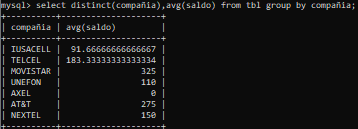 mysql> select distinct(compañia),avg(saldo) from tbl group by compañia;
+-----------+--------------------+
| compañia | avg(saldo) |
+-----------+--------------------+
| IUSACELL | 91.66666666666667 |
| TELCEL | 183.33333333333334 |
| MOVISTAR | 325 |
| UNEFON | 110 |
| AXEL | 0 |
| AT&T | 275 |
| NEXTEL | 150 |
+-----------+--------------------+